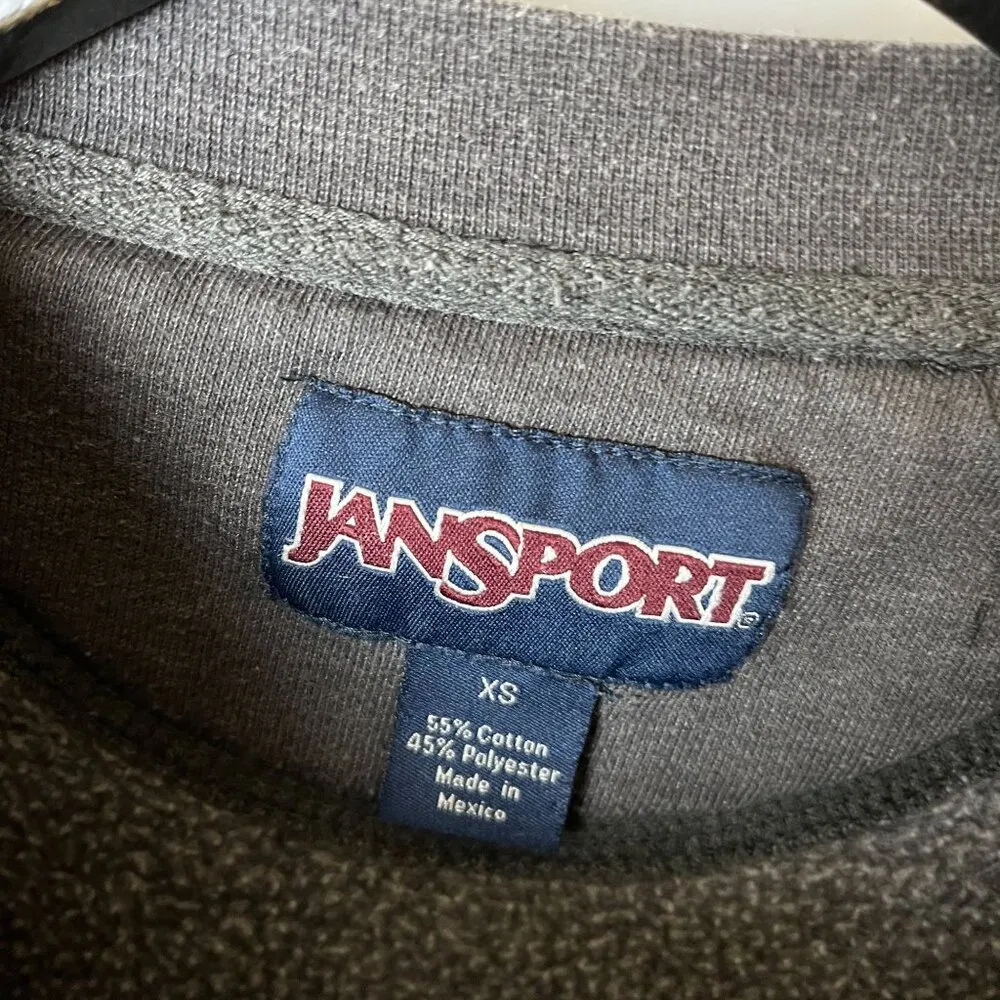 JANSPORT®
XS
55% Cotton
45% Polyester
Made in
Mexico